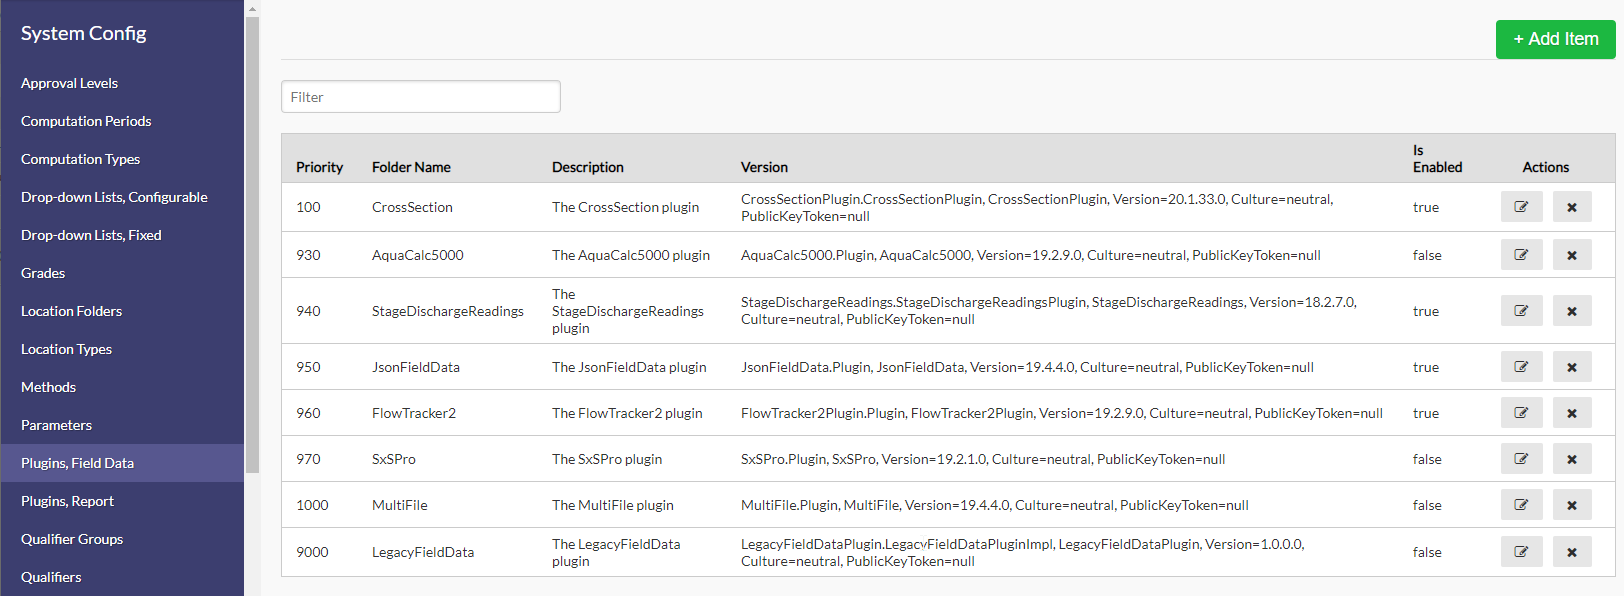 System Config
Approval Levels
Computation Periods
Computation Types
Drop-down Lists, Configurable
Drop-down Lists, Fixed
Grades
Location Folders
Location Types
Methods
Parameters
Plugins, Field Data
Plugins, Report
Qualifier Groups
Qualifiers
+ Add Item
Filter
Priority Folder Name Description Version Is Enabled Actions
100 CrossSection The CrossSection plugin CrossSectionPlugin.CrossSectionPlugin, CrossSectionPlugin, Version=20.1.33.0, Culture=neutral, true
PublicKeyToken=null
930 AquaCalc5000 The AquaCalc5000 plugin AquaCalc5000.Plugin, AquaCalc5000, Version=19.2.9.0, Culture=neutral, PublicKeyToken=null false
940 StageDischargeReadings The StageDischargeReadings plugin StageDischargeReadings.StageDischargeReadingsPlugin, StageDischargeReadings, Version=18.2.7.0, true
Culture=neutral, PublicKeyToken=null
950 JsonFieldData The JsonFieldData plugin JsonFieldData.Plugin, JsonFieldData, Version=19.4.4.0, Culture=neutral, PublicKeyToken=null true
960 FlowTracker2 The FlowTracker2 plugin FlowTracker2Plugin.Plugin, FlowTracker2Plugin, Version=19.2.9.0, Culture=neutral, PublicKeyToken=null true
970 SxSPro The SxSPro plugin SxSPro.Plugin, SxSPro, Version=19.2.1.0, Culture=neutral, PublicKeyToken=null false
1000 MultiFile The MultiFile plugin MultiFile.Plugin, MultiFile, Version=19.4.4.0, Culture=neutral, PublicKeyToken=null false
9000 LegacyFieldData The LegacyFieldData plugin LegacyFieldDataPlugin.LegacyFieldDataPluginImpl, LegacyFieldDataPlugin, Version=1.0.0.0, false
Culture=neutral, PublicKeyToken=null